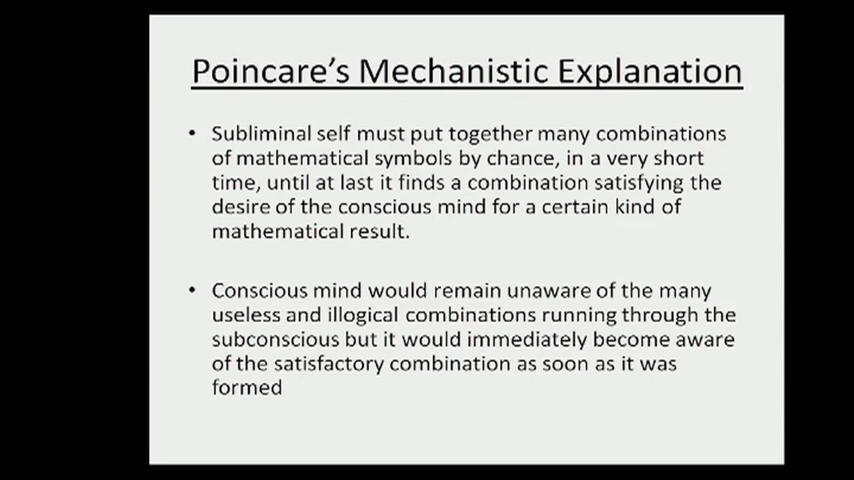 Poincare's Mechanistic Explanation
• Subliminal self must put together many combinations
of mathematical symbols by chance, in a very short
time, until at last it finds a combination satisfying the
desire of the conscious mind for a certain kind of
mathematical result.
• Conscious mind would remain unaware of the many
useless and illogical combinations running through the
subconscious but it would immediately become aware
of the satisfactory combination as soon as it was
formed